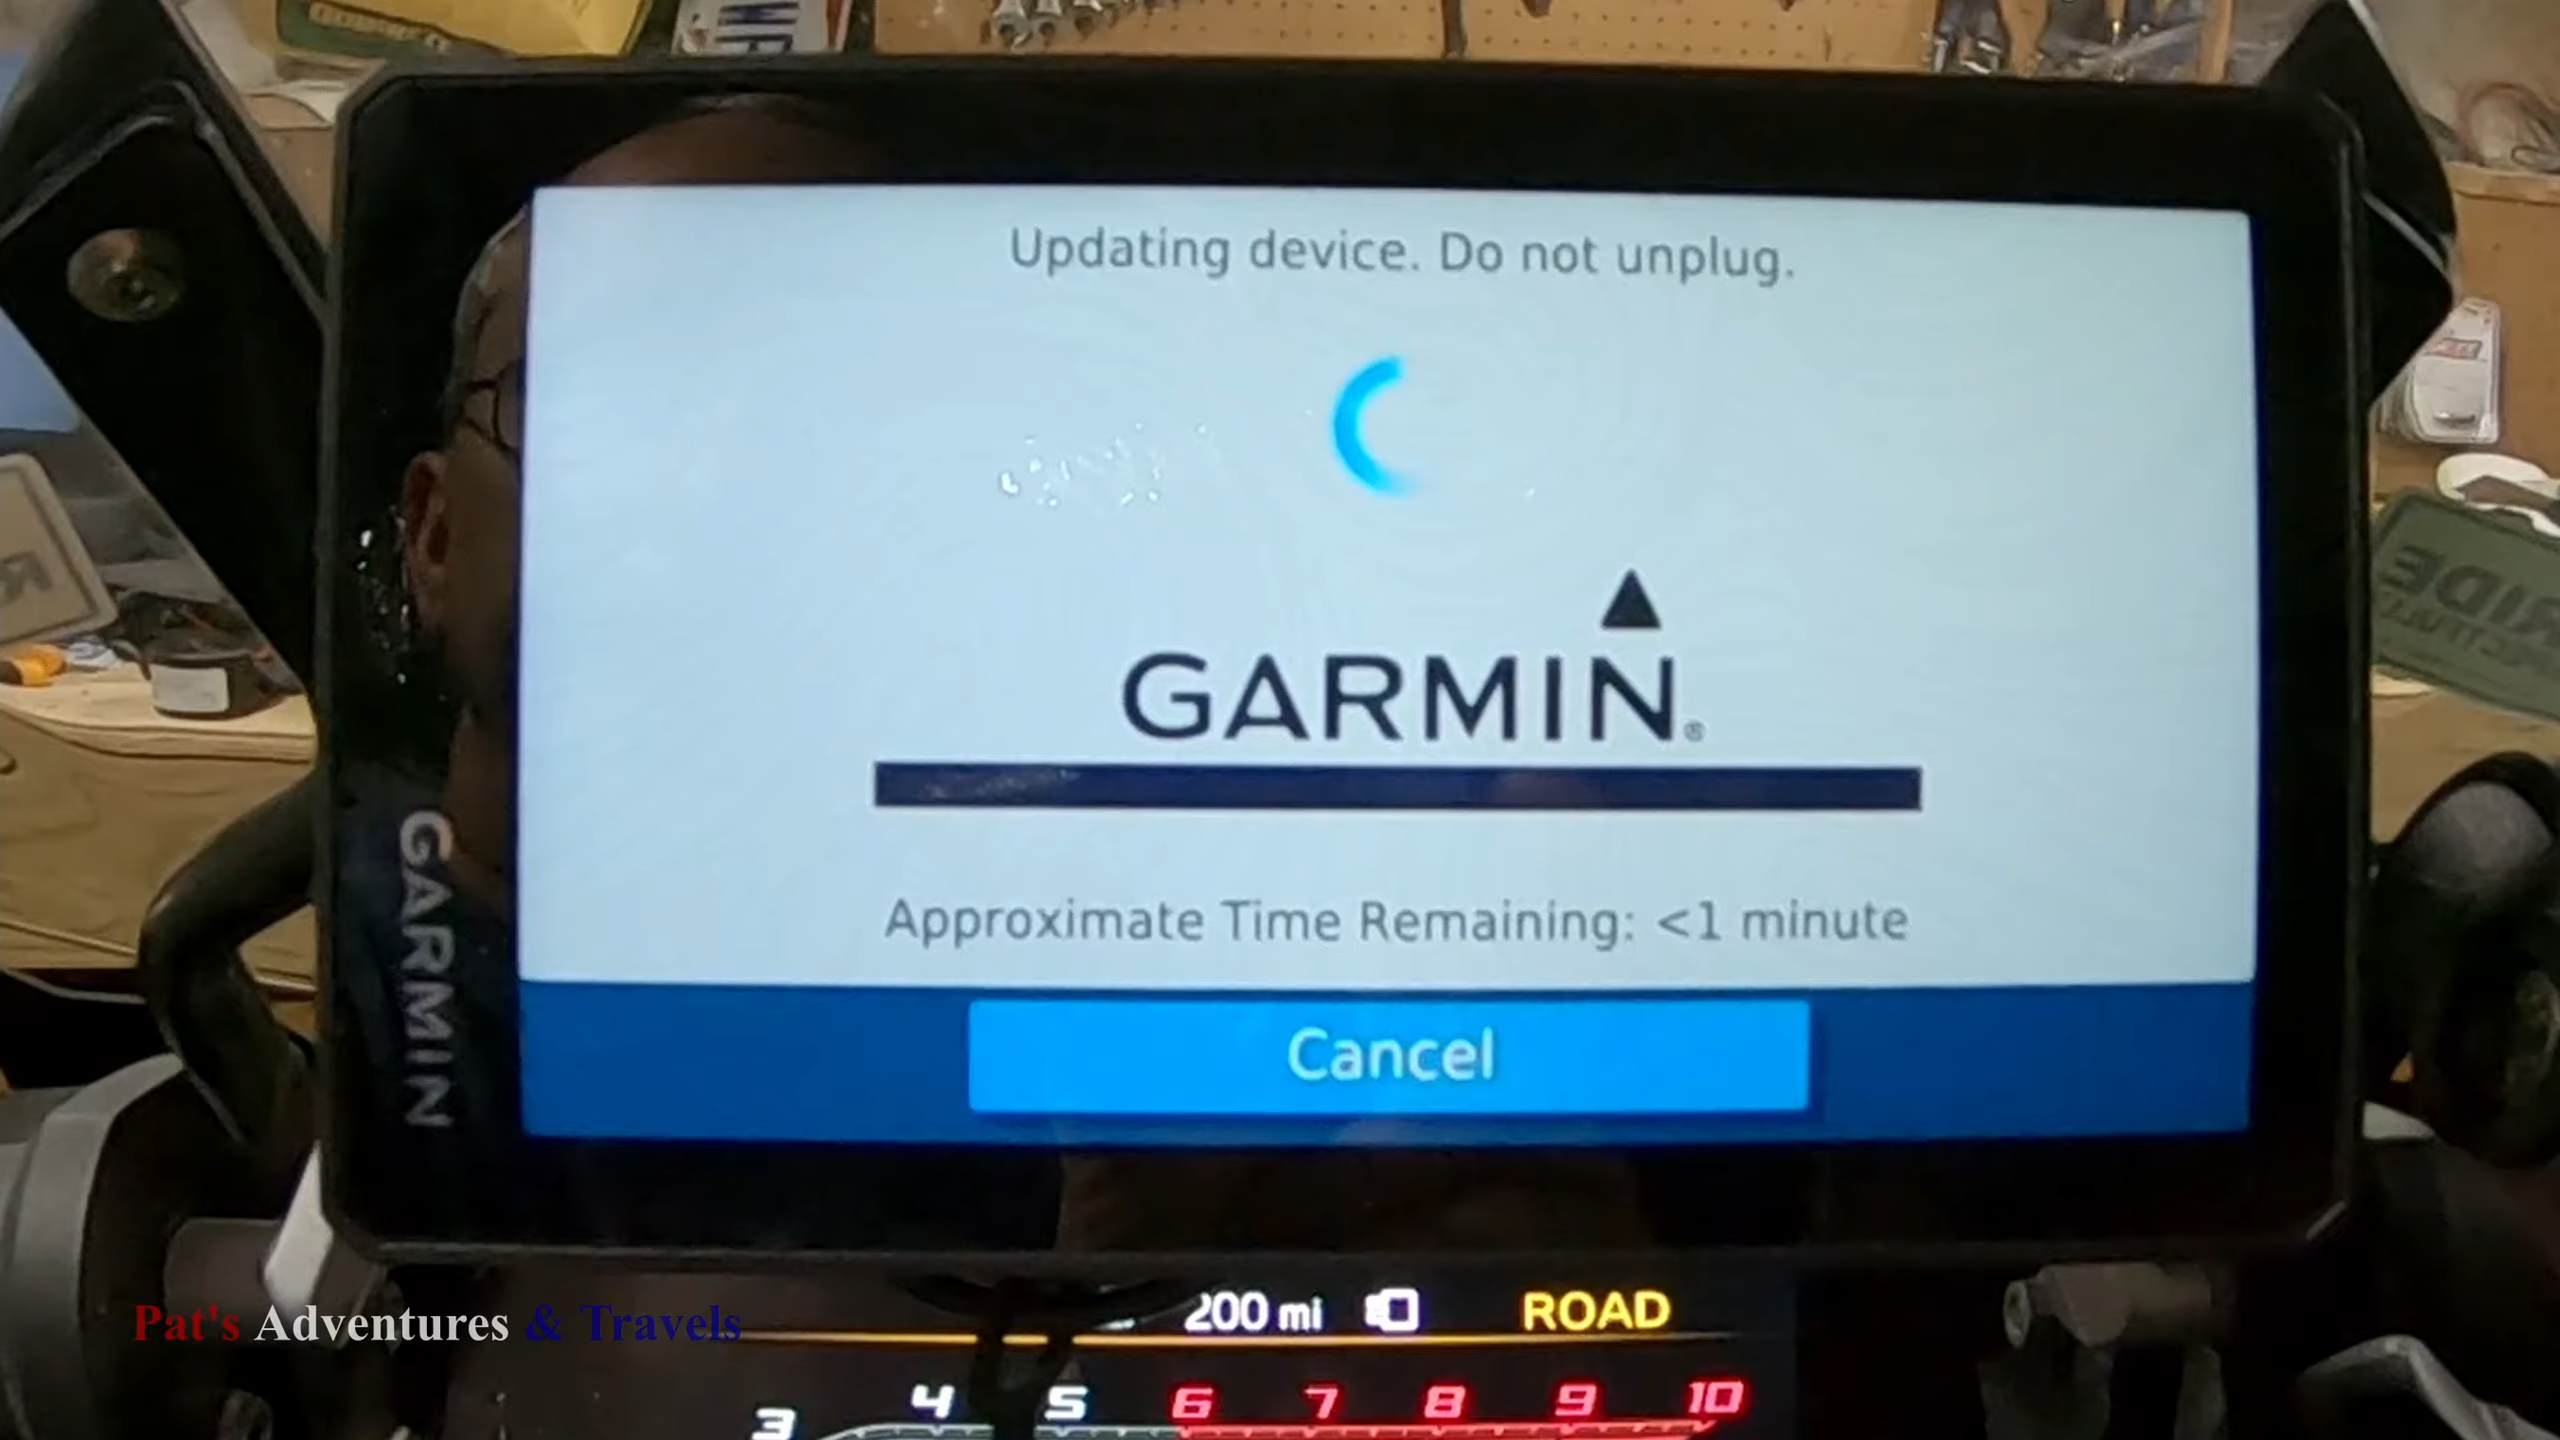 Updating device. Do not unplug.
GARMIN®
Approximate Time Remaining: <1 minute
Cancel
GARMIN
200 mi ROAD
3 4 5 6 7 8 9 10
Pat's Adventures & Travels
RIDE